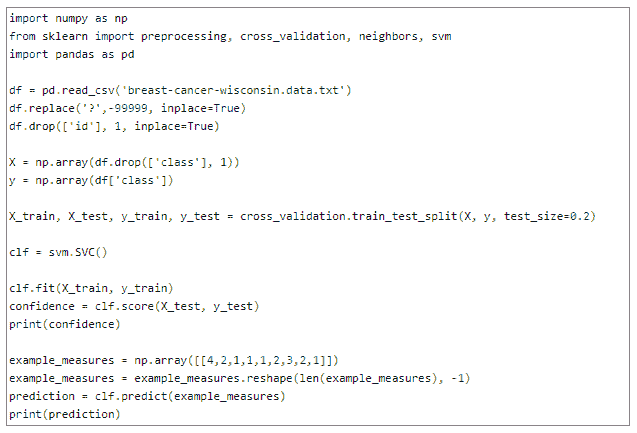 import numpy as np
from sklearn import preprocessing, cross_validation, neighbors, svm
import pandas as pd
df = pd.read_csv('breast-cancer-wisconsin.data.txt')
df.replace('?',-99999, inplace=True)
df.drop(['id'], 1, inplace=True)
X = np.array(df.drop(['class'], 1))
y = np.array(df['class'])
X_train, X_test, y_train, y_test = cross_validation.train_test_split(X, y, test_size=0.2)
clf = svm.SVC()
clf.fit(X_train, y_train)
confidence = clf.score(X_test, y_test)
print(confidence)
example_measures = np.array([[4,2,1,1,1,2,3,2,1]])
example_measures = example_measures.reshape(len(example_measures), -1)
prediction = clf.predict(example_measures)
print(prediction)